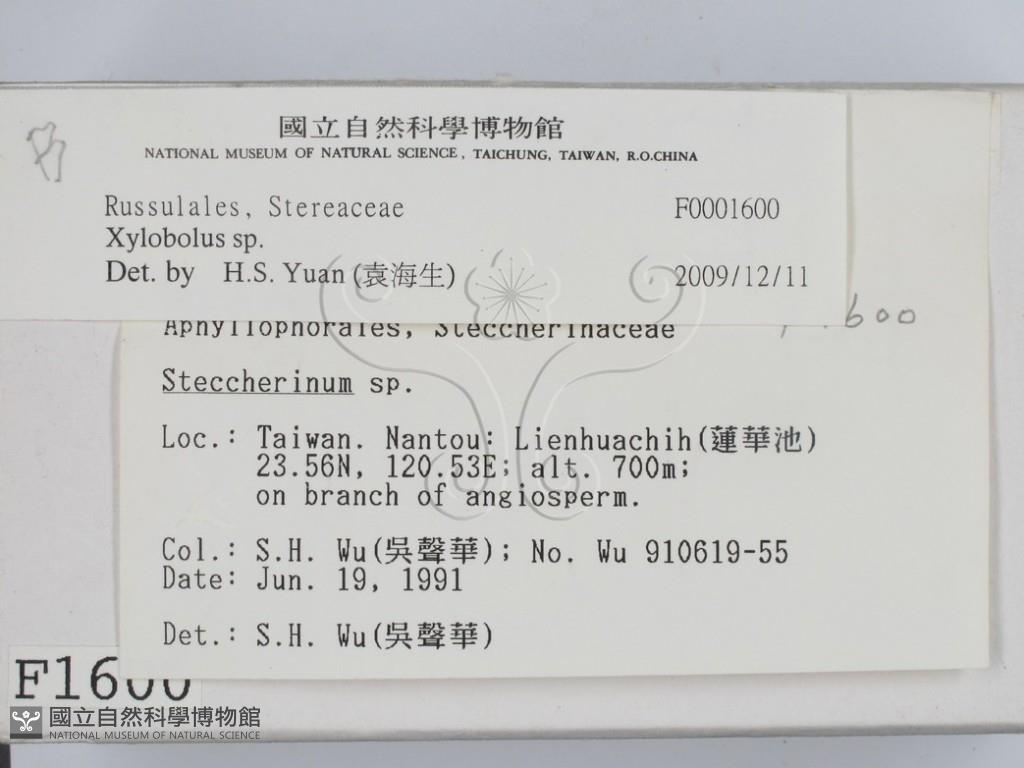 國立自然科學博物館
NATIONAL MUSEUM OF NATURAL SCIENCE, TAICHUNG, TAIWAN, R.O.CHINA
Russulales, Stereaceae F0001600
Xylobolus sp.
Det. by H.S. Yuan (袁海生) 2009/12/11
Aphyllophorales, Steccherinaceae 600
Steccherinum sp.
Loc.: Taiwan. Nantou: Lienhuachih(蓮華池)
23.56N, 120.53E; alt. 700m;
on branch of angiosperm.
Col.: S.H. Wu(吳聲華); No. Wu 910619-55
Date: Jun. 19, 1991
Det.: S.H. Wu(吳聲華)
F1600
國立自然科學博物館
NATIONAL MUSEUM OF NATURAL SCIENCE